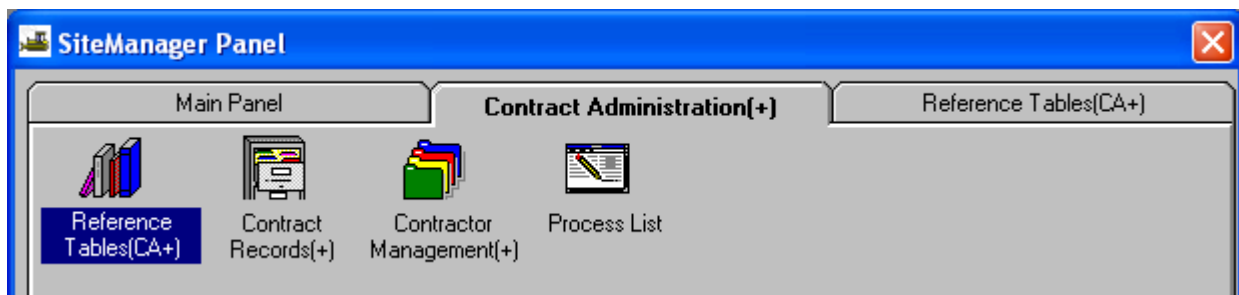 SiteManager Panel
Main Panel
Contract Administration(+)
Reference Tables(CA+)
Reference
Tables(CA+)
Contract
Records(+)
Contractor
Management(+)
Process List